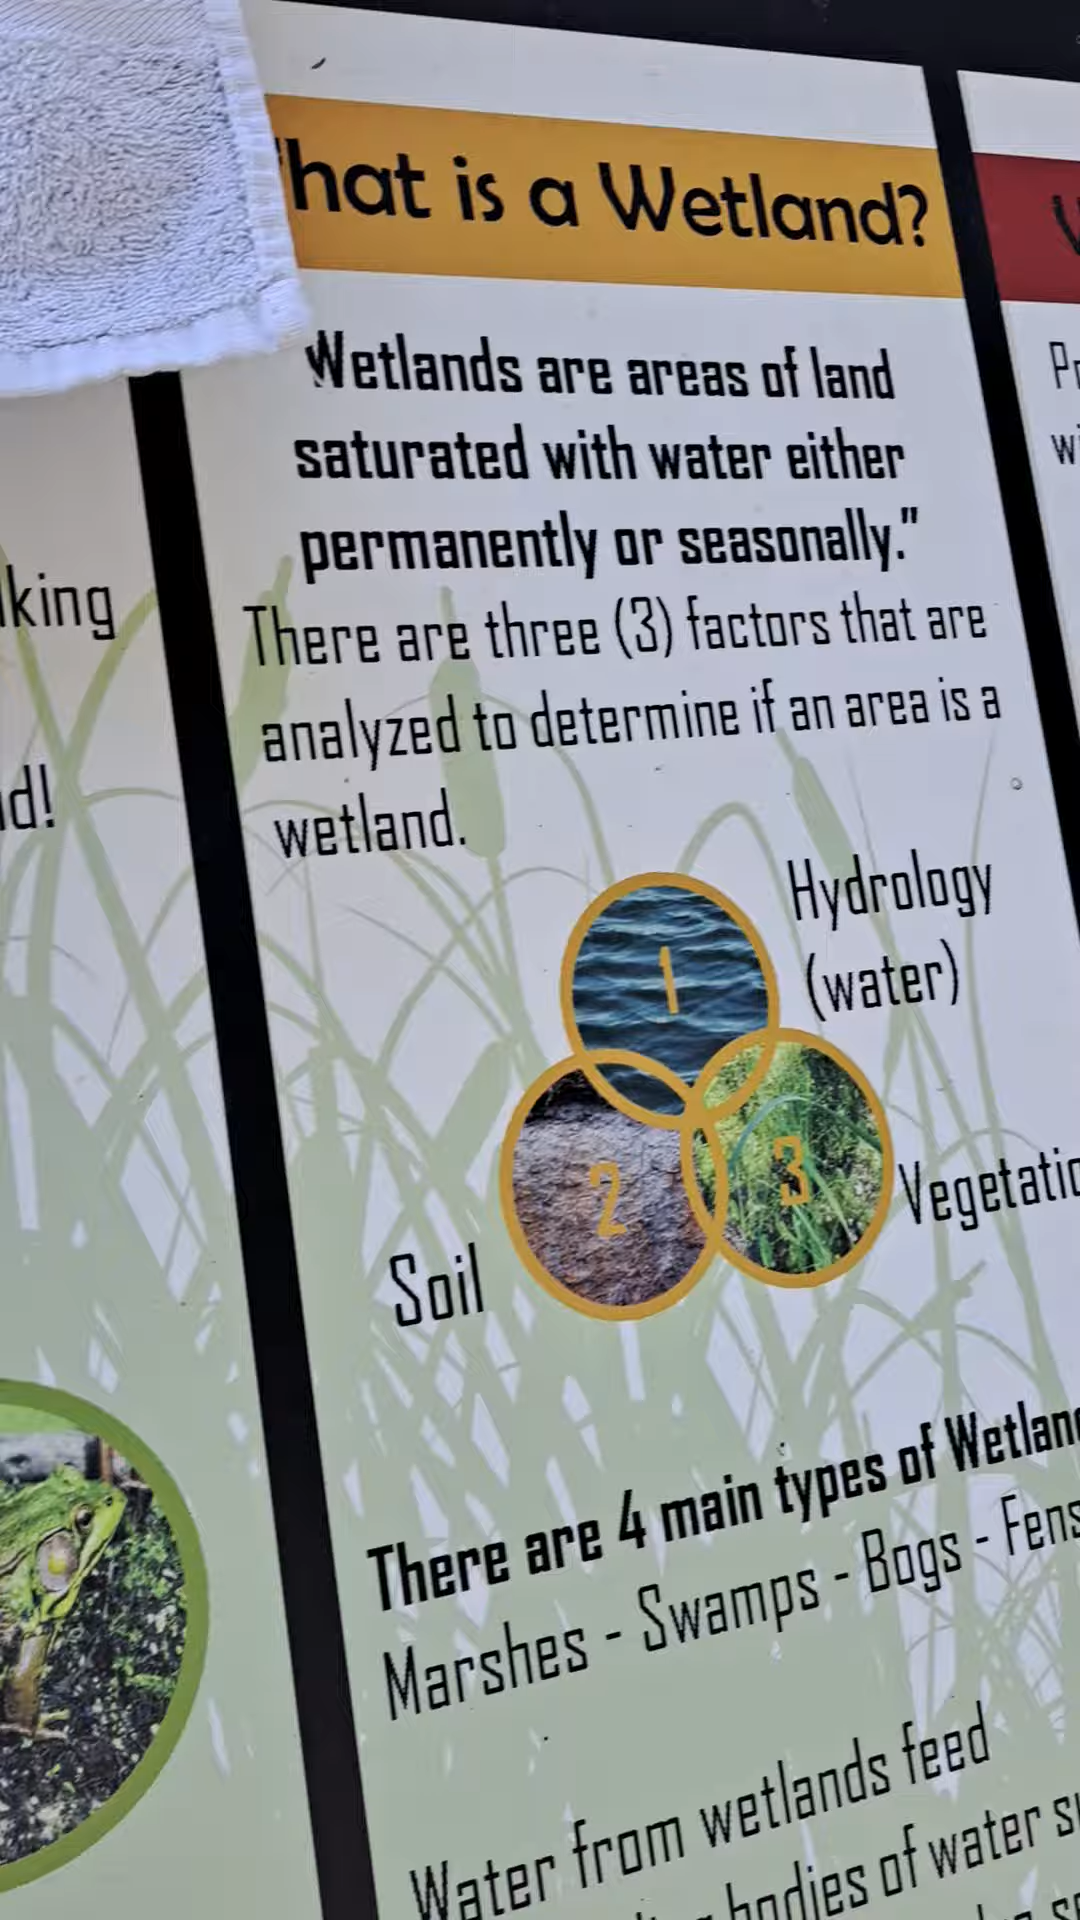 hat is a Wetland?
Wetlands are areas of land
saturated with water either
permanently or seasonally."
There are three (3) factors that are
analyzed to determine if an area is a
wetland.
Hydrology
(water)
1
2
3
Soil
There are 4 main types of
Marshes - Swamps - Bogs - Fens
Water from wetlands feed
bodies of water